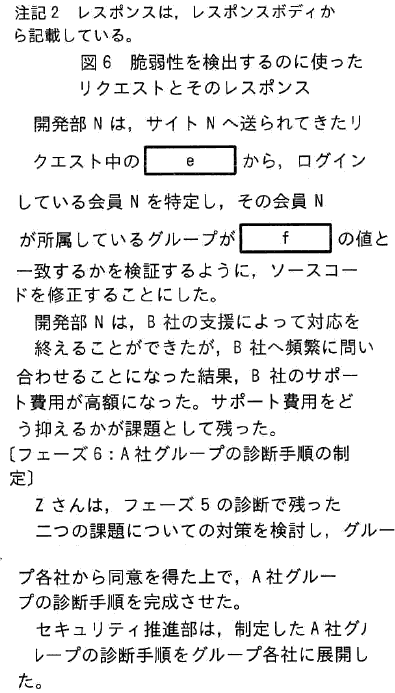 注記２ レスポンスは，レスポンスボディか
ら記載している。
図６ 脆弱性を検出するのに使った
リクエストとそのレスポンス
開発部Ｎは，サイトＮへ送られてきたリ
クエスト中の e から，ログイン
している会員Ｎを特定し，その会員Ｎ
が所属しているグループが f の値と
一致するかを検証するように，ソースコー
ドを修正することにした。
開発部Ｎは，Ｂ社の支援によって対応を
終えることができたが，Ｂ社へ頻繁に問い
合わせることになった結果，Ｂ社のサポー
ト費用が高額になった。サポート費用をど
う抑えるかが課題として残った。
〔フェーズ６：Ａ社グループの診断手順の制
定〕
Ｚさんは，フェーズ５の診断で残った
二つの課題についての対策を検討し，グルー
プ各社から同意を得た上で，Ａ社グルー
プの診断手順を完成させた。
セキュリティ推進部は，制定したＡ社グル
ープの診断手順をグループ各社に展開し
た。